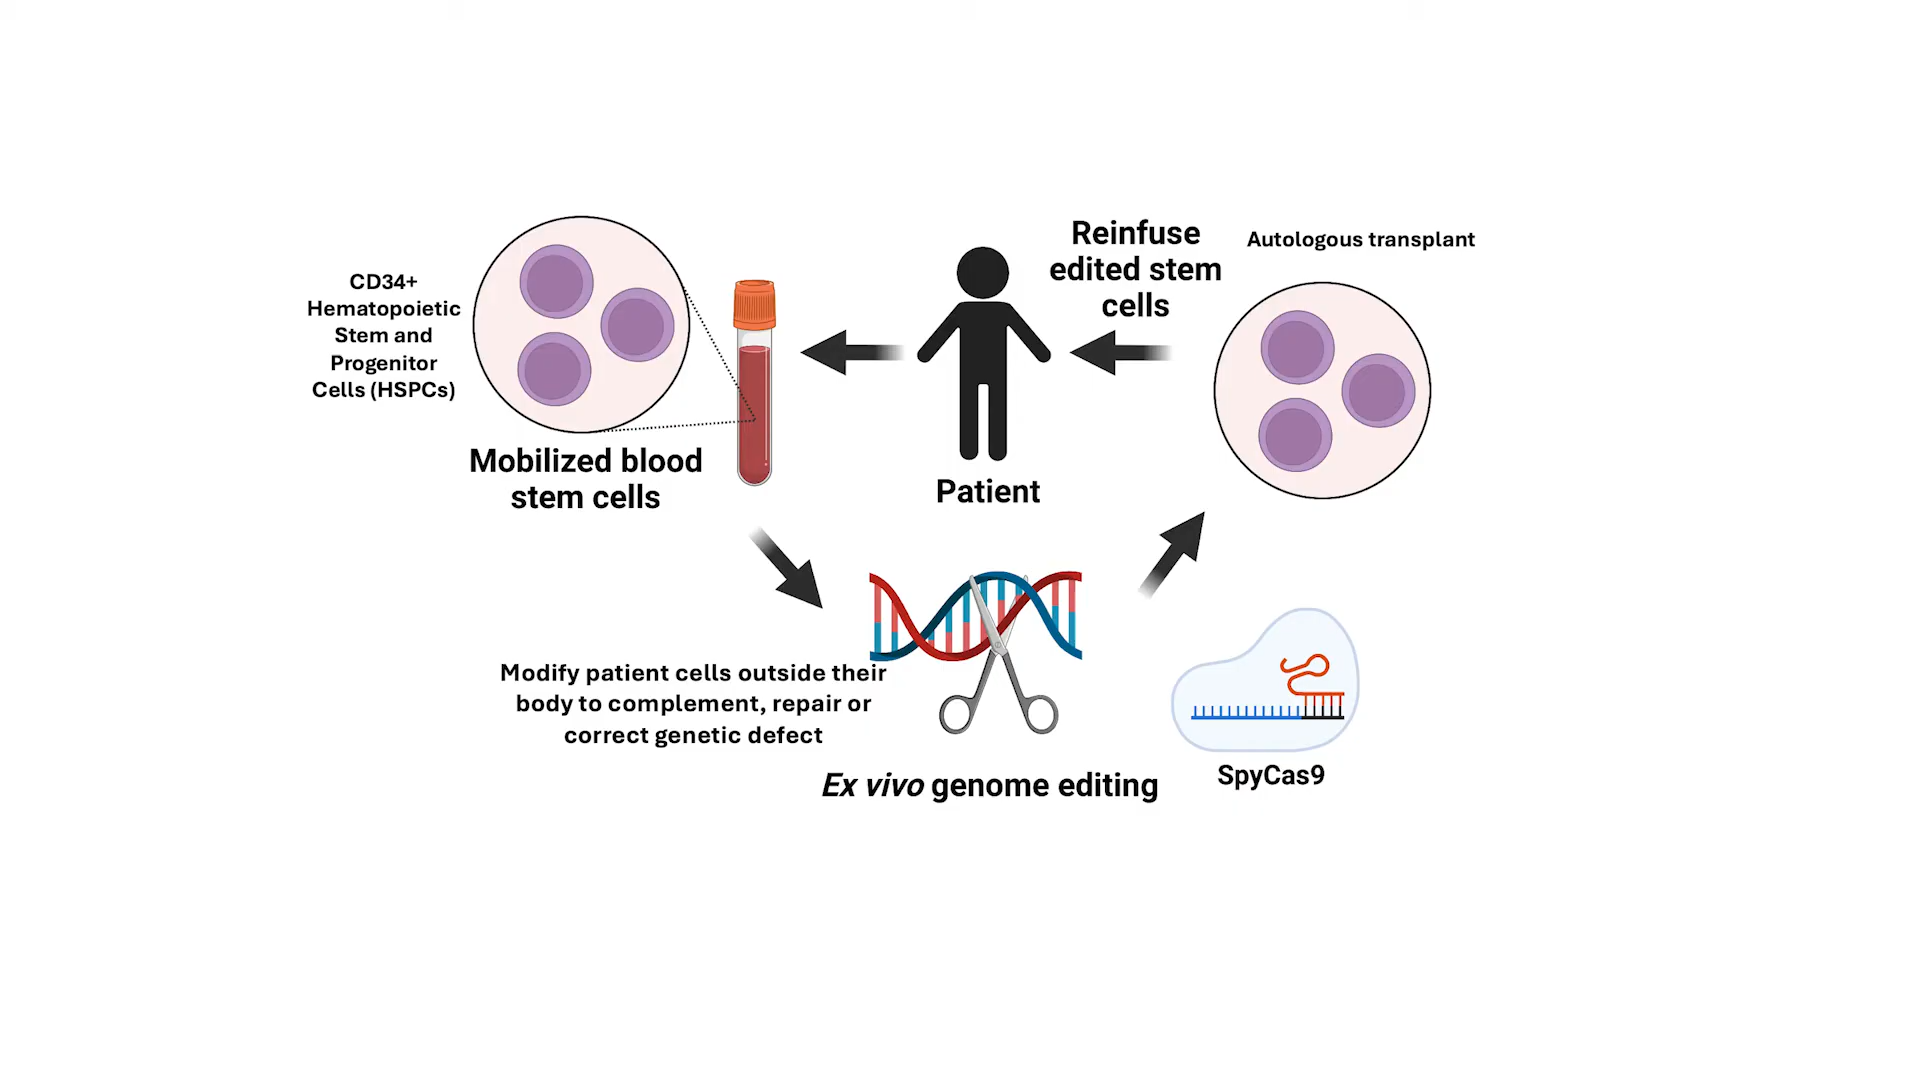 CD34+
Hematopoietic
Stem and
Progenitor
Cells (HSPCs)
Mobilized blood
stem cells
Patient
Reinfuse
edited stem
cells
Autologous transplant
Modify patient cells outside their
body to complement, repair or
correct genetic defect
Ex vivo genome editing
SpyCas9